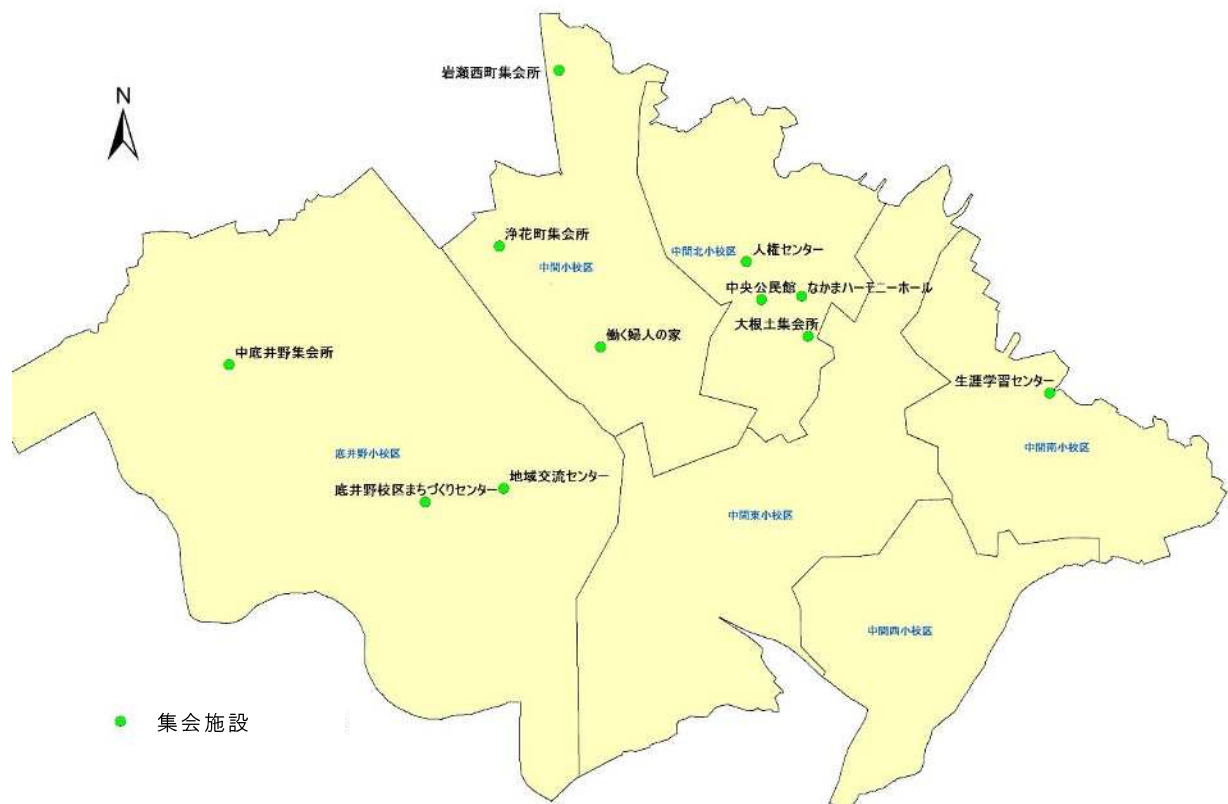 岩瀬西町集会所
N
浄花町集会所
中間小校区
中間北小校区
人権センター
中央公民館
なかまハーモニーホール
大根土集会所
働く婦人の家
中底井野集会所
生涯学習センター
中間南小校区
底井野小校区
地域交流センター
底井野校区まちづくりセンター
中間東小校区
中間西小校区
集会施設